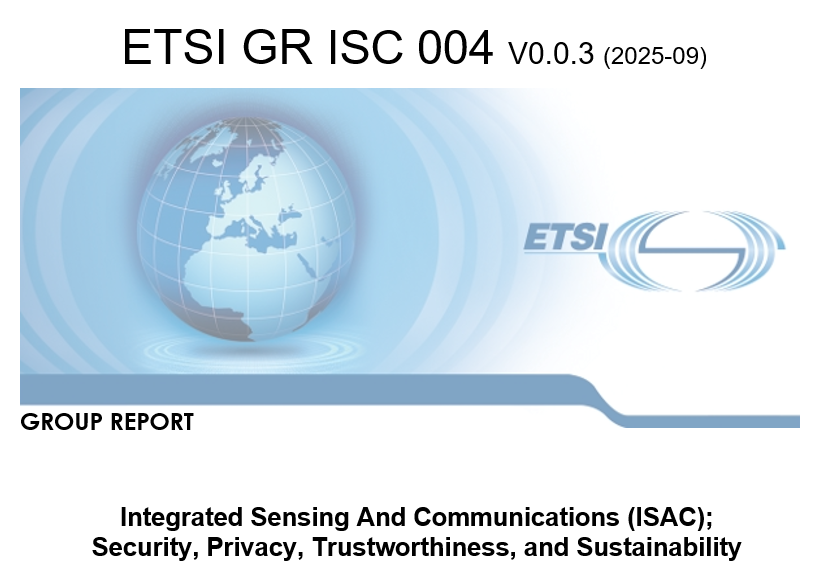 ETSI GR ISC 004 V0.0.3 (2025-09)
ETSI
GROUP REPORT
Integrated Sensing And Communications (ISAC);
Security, Privacy, Trustworthiness, and Sustainability